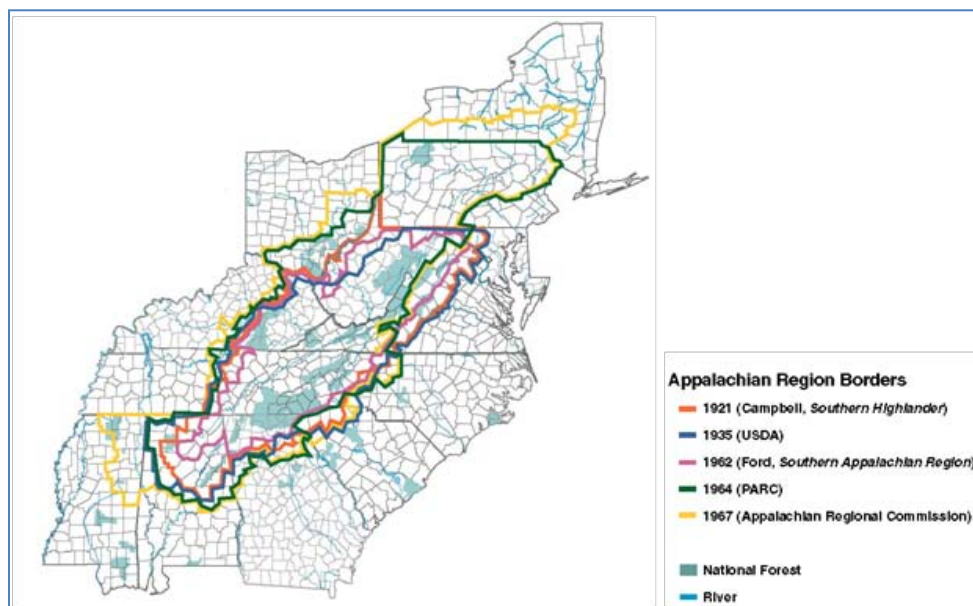 Appalachian Region Borders
1921 (Campbell, Southern Highlander)
1935 (USDA)
1962 (Ford, Southern Appalachian Region)
1964 (PARC)
1967 (Appalachian Regional Commission)
National Forest
River